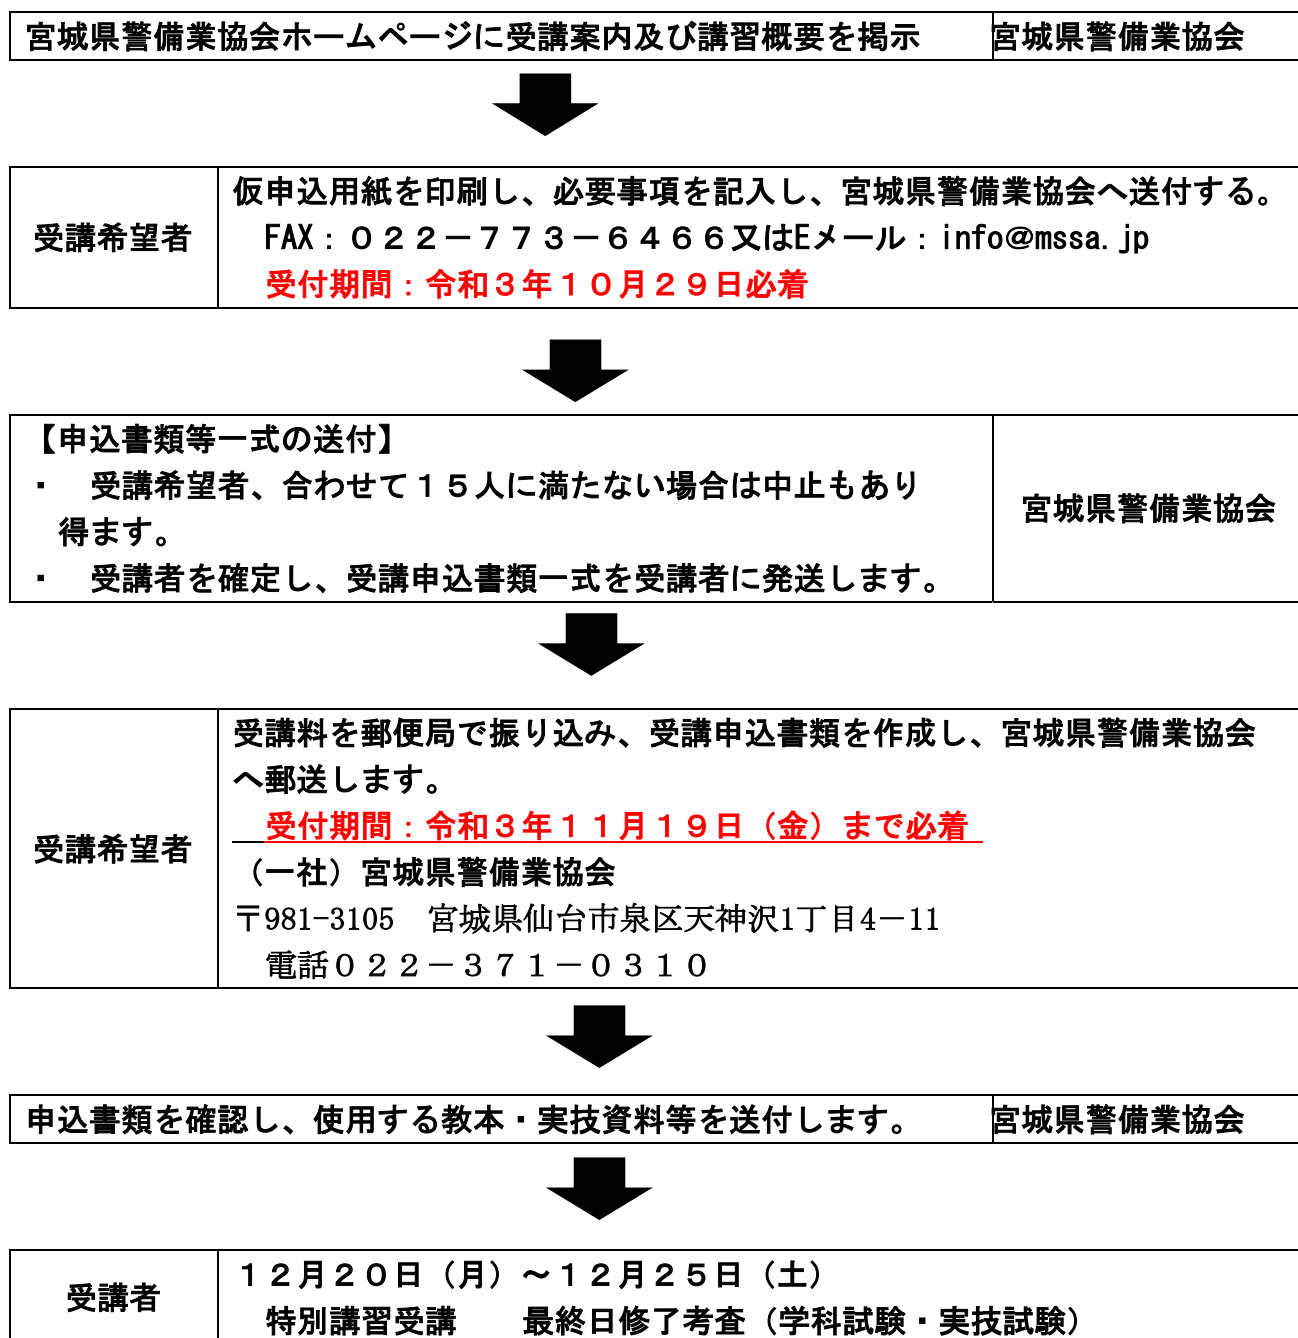 宮城県警備業協会ホームページに受講案内及び講習概要を掲示　宮城県警備業協会
仮申込用紙を印刷し、必要事項を記入し、宮城県警備業協会へ送付する。
受講希望者
FAX：０２２－７７３－６４６６又はEメール：info@mssa.jp
受付期間：令和３年１０月２９日必着
【申込書類等一式の送付】
・　受講希望者、合わせて１５人に満たない場合は中止もあり
得ます。
・　受講者を確定し、受講申込書類一式を受講者に発送します。
宮城県警備業協会
受講料を郵便局で振り込み、受講申込書類を作成し、宮城県警備業協会
へ郵送します。
受付期間：令和３年１１月１９日（金）まで必着
受講希望者
（一社）宮城県警備業協会
〒981-3105　宮城県仙台市泉区天神沢1丁目4－11
電話０２２－３７１－０３１０
申込書類を確認し、使用する教本・実技資料等を送付します。　宮城県警備業協会
受講者
１２月２０日（月）～１２月２５日（土）
特別講習受講　　最終日修了考査（学科試験・実技試験）